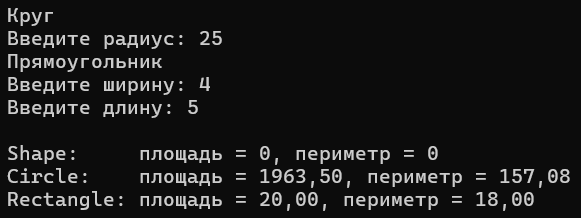 Круг
Введите радиус: 25
Прямоугольник
Введите ширину: 4
Введите длину: 5
Shape: площадь = 0, периметр = 0
Circle: площадь = 1963,50, периметр = 157,08
Rectangle: площадь = 20,00, периметр = 18,00